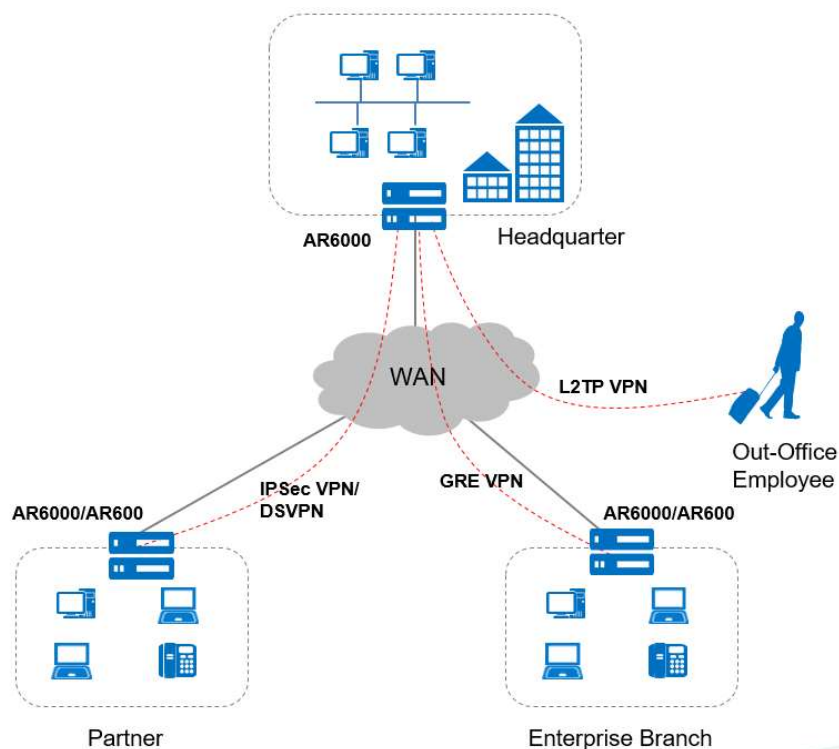 AR6000
Headquarter
WAN
L2TP VPN
Out-Office
Employee
IPSec VPN/
DSVPN
GRE VPN
AR6000/AR600
AR6000/AR600
Partner
Enterprise Branch